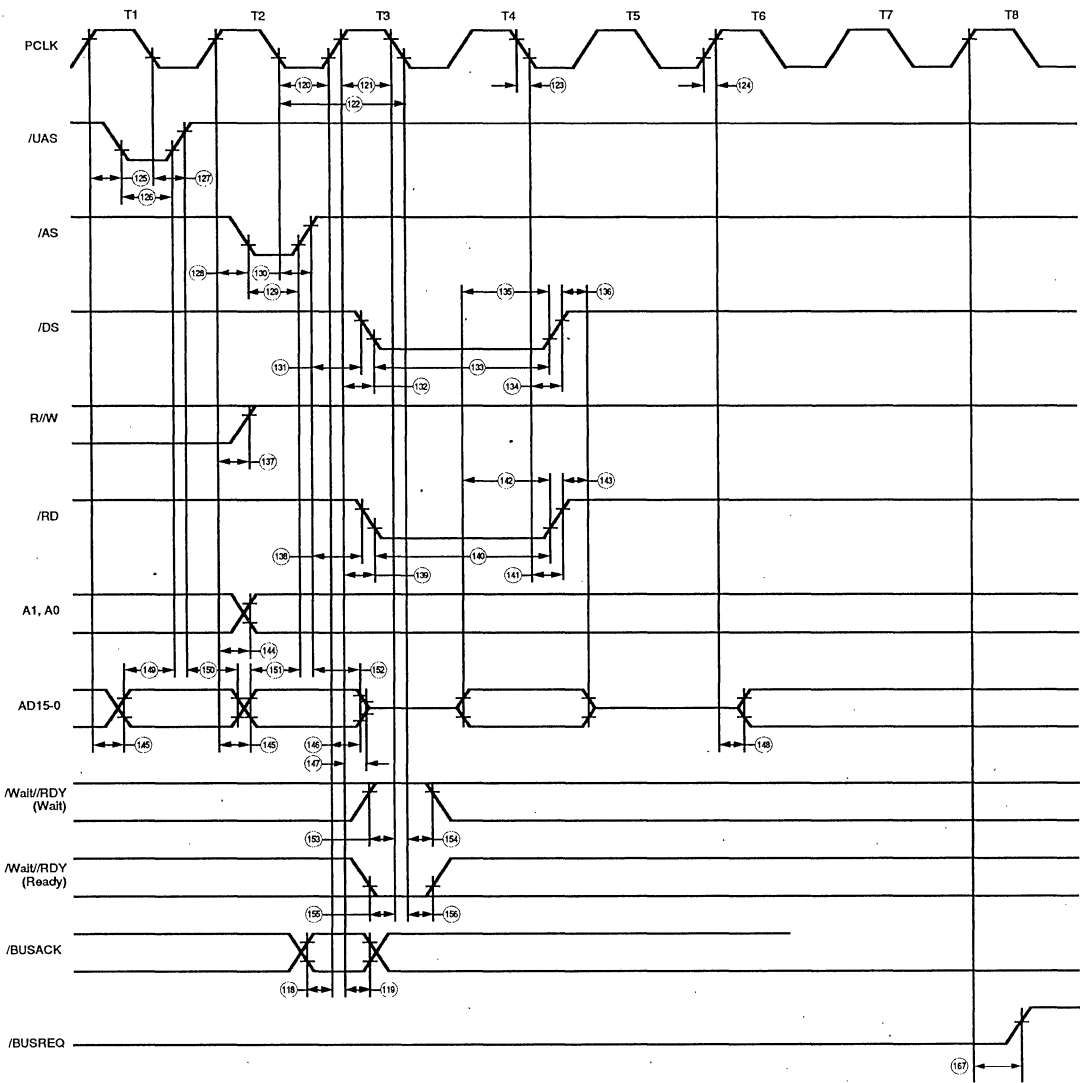 T1 T2 T3 T4 T5 T6 T7 T8
PCLK
120 121 123 124
122
/UAS
125 127
126
/AS
128 130
129
135 136
/DS
131 133
132 134
R//W
137
142 143
/RD
138 140
139 141
A1, A0
144
149 150 151 152
AD15-0
145 145 146 148
147
/Wait//RDY
(Wait)
153 154
/Wait//RDY
(Ready)
155 156
/BUSACK
118 119
/BUSREQ
167